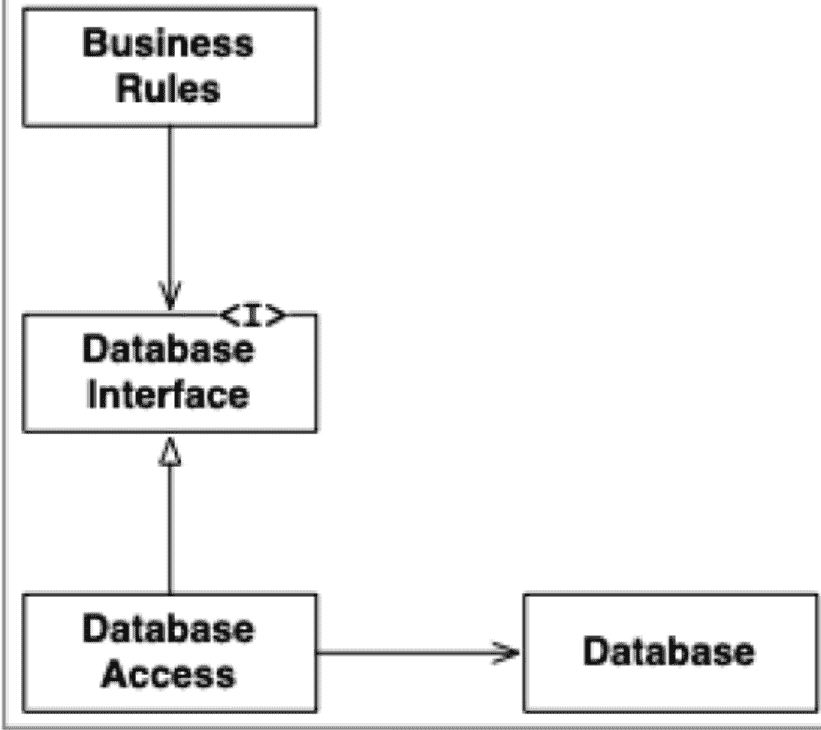 Business
Rules
<I>
Database
Interface
Database
Access
Database